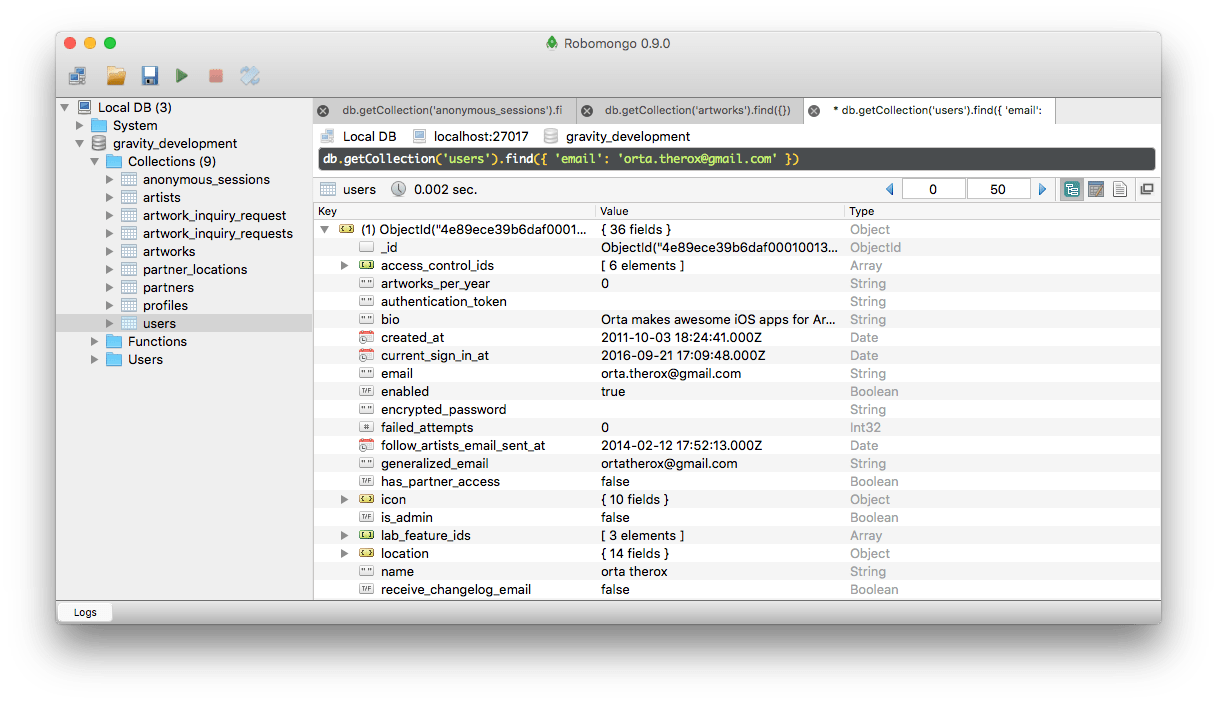 Robomongo 0.9.0
Local DB (3)
System
gravity_development
Collections (9)
anonymous_sessions
artists
artwork_inquiry_request
artwork_inquiry_requests
artworks
partner_locations
partners
profiles
users
Functions
Users
db.getCollection('anonymous_sessions').fi
db.getCollection('artworks').find({})
* db.getCollection('users').find({ 'email':
Local DB localhost:27017 gravity_development
db.getCollection('users').find({ 'email': 'orta.therox@gmail.com' })
users 0.002 sec. 0 50
Key Value Type
(1) ObjectId("4e89ece39b6daf0001... { 36 fields } Object
_id ObjectId("4e89ece39b6daf00010013... ObjectId
access_control_ids [ 6 elements ] Array
artworks_per_year 0 String
authentication_token String
bio Orta makes awesome iOS apps for Ar... String
created_at 2011-10-03 18:24:41.000Z Date
current_sign_in_at 2016-09-21 17:09:48.000Z Date
email orta.therox@gmail.com String
enabled true Boolean
encrypted_password String
failed_attempts 0 Int32
follow_artists_email_sent_at 2014-02-12 17:52:13.000Z Date
generalized_email ortatherox@gmail.com String
has_partner_access false Boolean
icon { 10 fields } Object
is_admin false Boolean
lab_feature_ids [ 3 elements ] Array
location { 14 fields } Object
name orta therox String
receive_changelog_email false Boolean
Logs